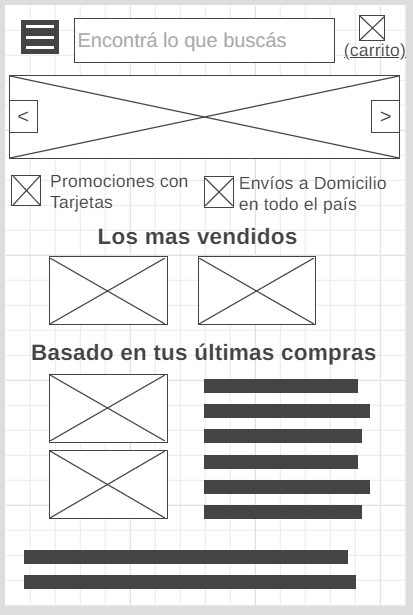 Encontrá lo que buscás
(carrito)
<
>
Promociones con
Tarjetas
Envíos a Domicilio
en todo el país
Los mas vendidos
Basado en tus últimas compras